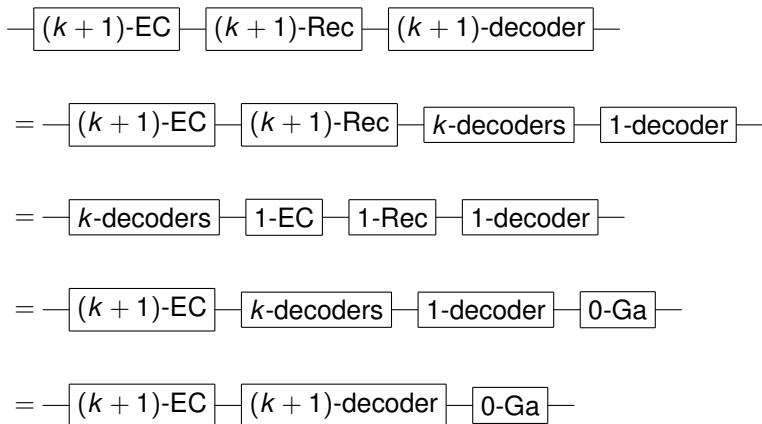 (k + 1)-EC (k + 1)-Rec (k + 1)-decoder
= (k + 1)-EC (k + 1)-Rec k-decoders 1-decoder
= k-decoders 1-EC 1-Rec 1-decoder
= (k + 1)-EC k-decoders 1-decoder 0-Ga
= (k + 1)-EC (k + 1)-decoder 0-Ga